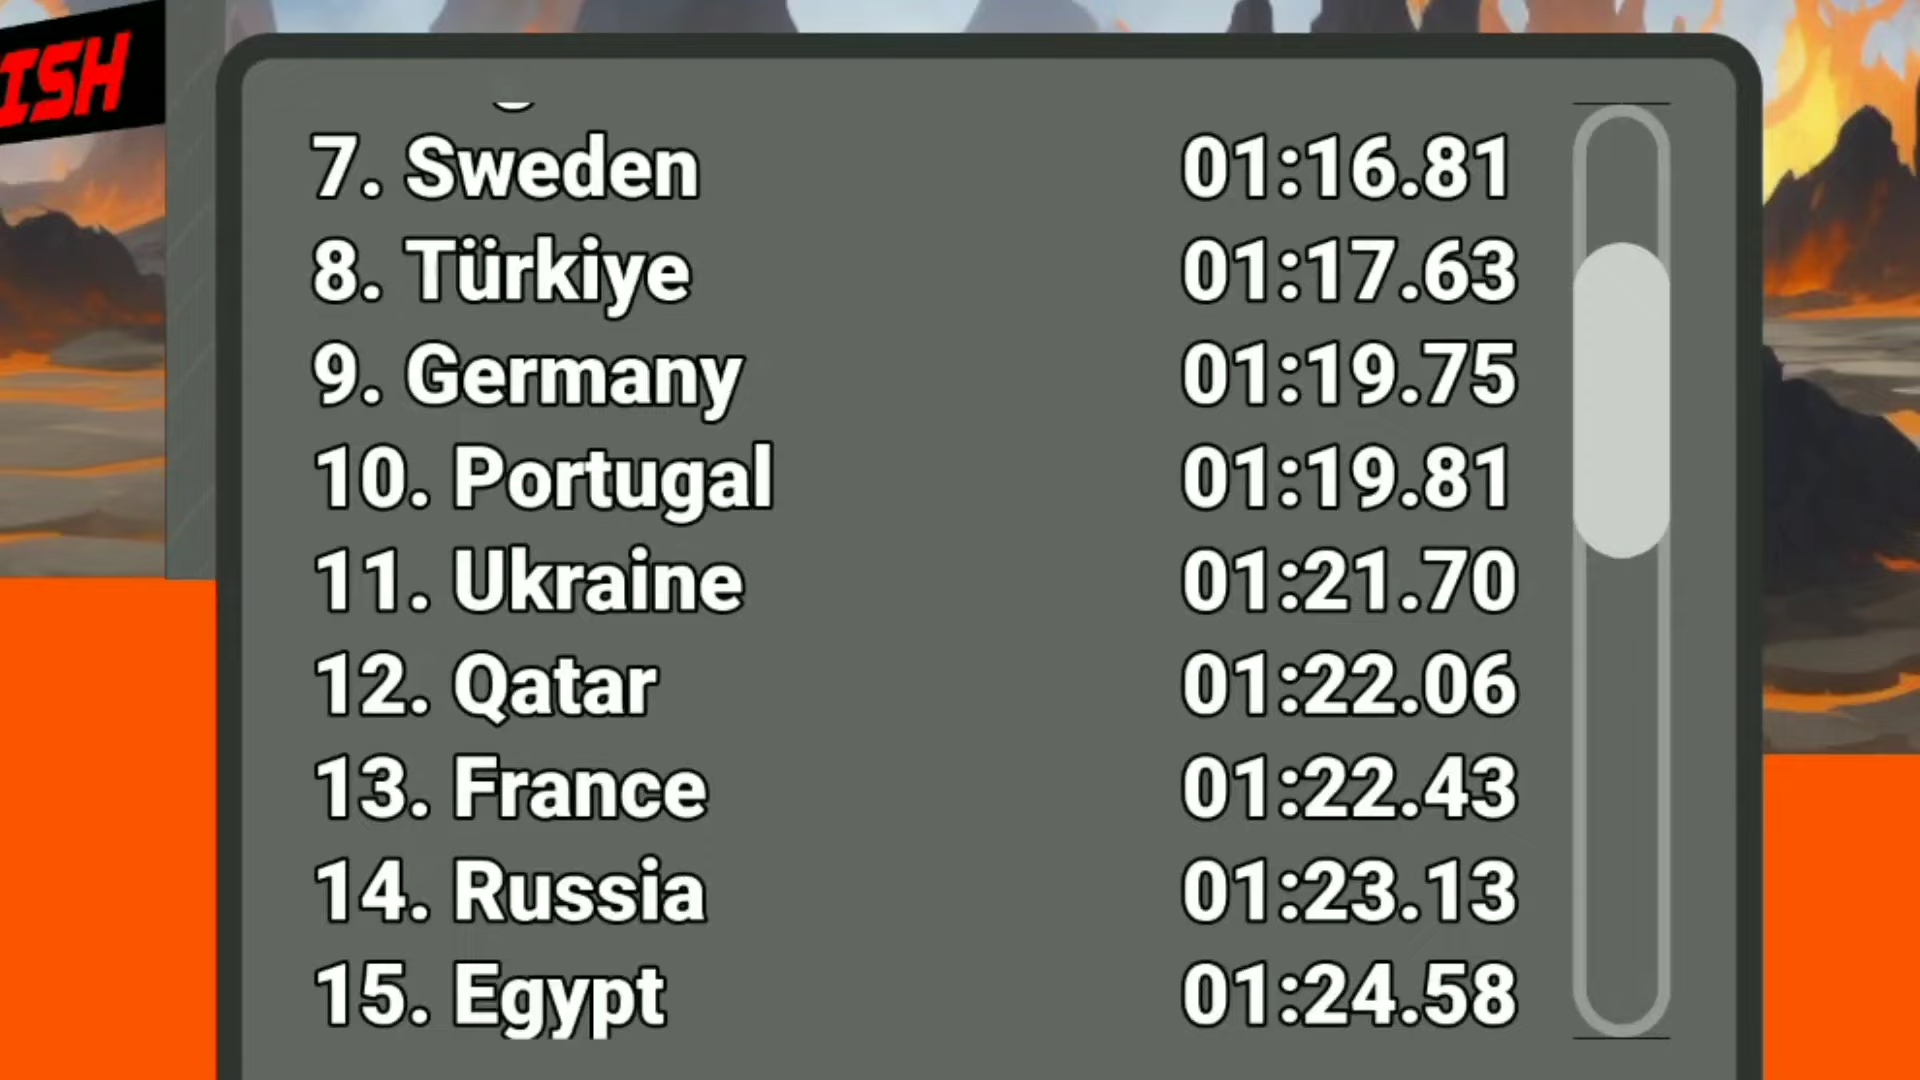 ISH
7. Sweden 01:16.81
8. Türkiye 01:17.63
9. Germany 01:19.75
10. Portugal 01:19.81
11. Ukraine 01:21.70
12. Qatar 01:22.06
13. France 01:22.43
14. Russia 01:23.13
15. Egypt 01:24.58